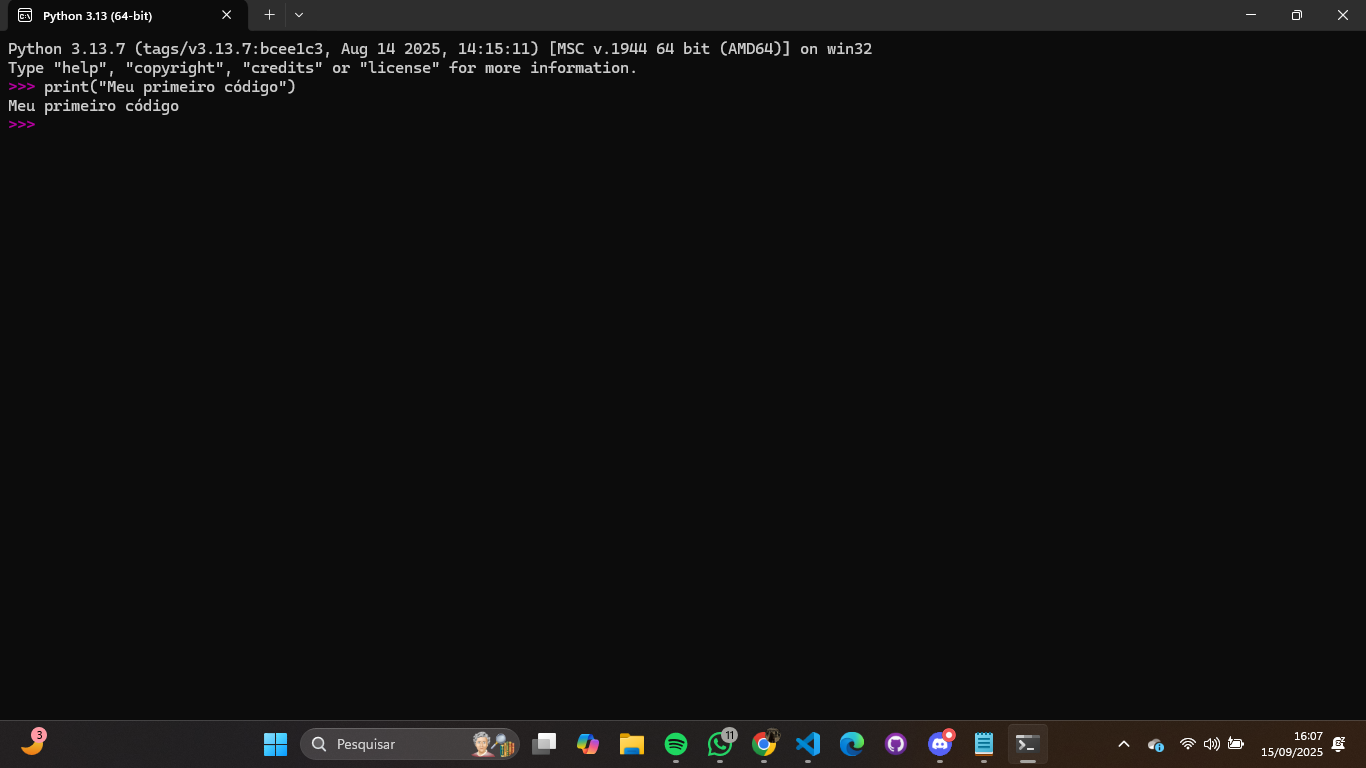 Python 3.13 (64-bit)
Python 3.13.7 (tags/v3.13.7:bcee1c3, Aug 14 2025, 14:15:11) [MSC v.1944 64 bit (AMD64)] on win32
Type "help", "copyright", "credits" or "license" for more information.
>>> print("Meu primeiro código")
Meu primeiro código
>>>
3
Pesquisar
11
16:07
15/09/2025